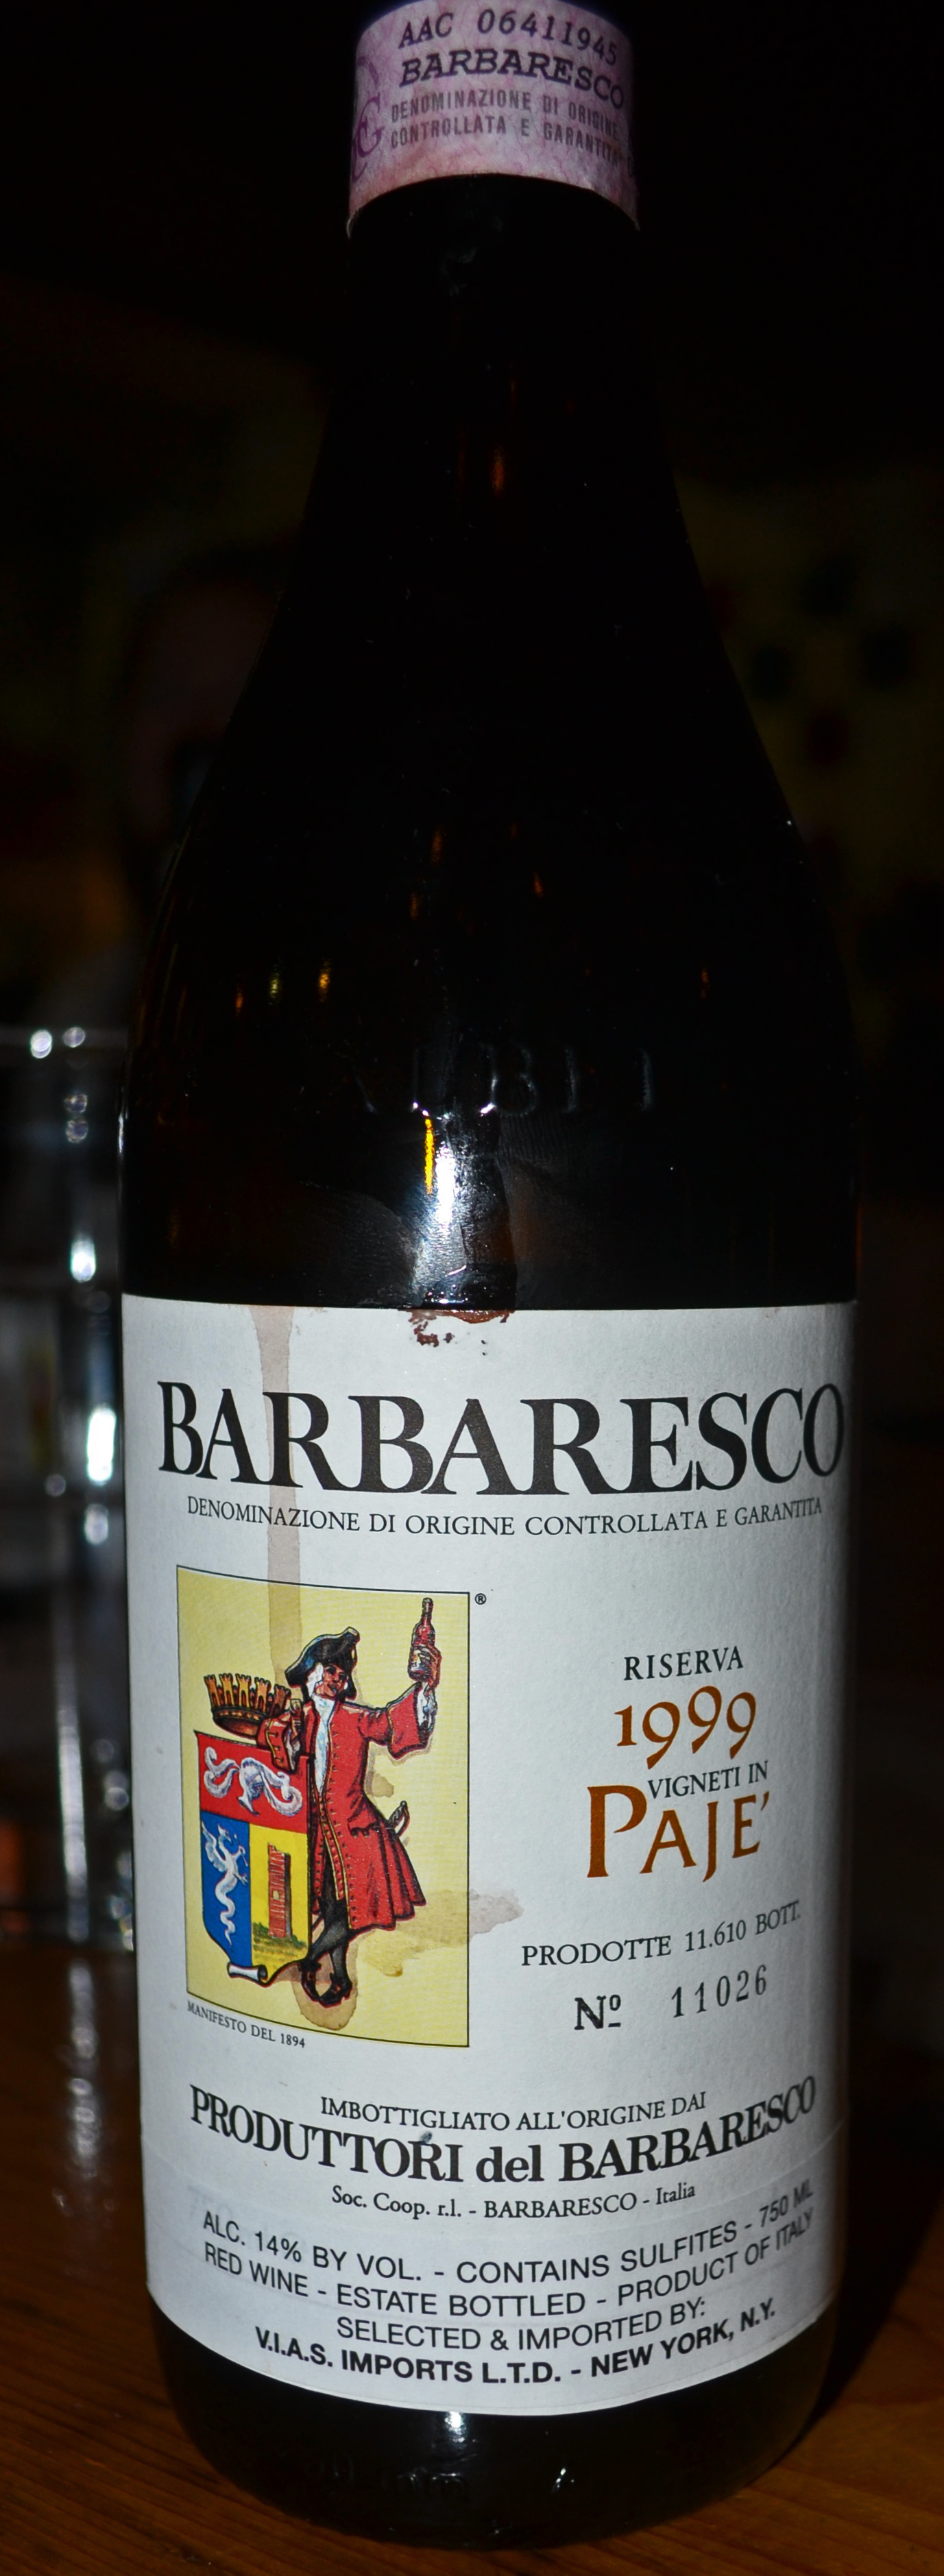 AAC 06411945
BARBARESCO
DENOMINAZIONE DI ORIGINE
CONTROLLATA E GARANTITA
BARBARESCO
DENOMINAZIONE DI ORIGINE CONTROLLATA E GARANTITA
®
RISERVA
1999
VIGNETI IN
PAJE'
PRODOTTE 11.610 BOTT.
Nº 11026
MANIFESTO DEL 1894
IMBOTTIGLIATO ALL'ORIGINE DAI
PRODUTTORI del BARBARESCO
Soc. Coop. r.l. - BARBARESCO - Italia
ALC. 14% BY VOL. - CONTAINS SULFITES - 750 ML
RED WINE - ESTATE BOTTLED - PRODUCT OF ITALY
SELECTED & IMPORTED BY:
V.I.A.S. IMPORTS L.T.D. - NEW YORK, N.Y.